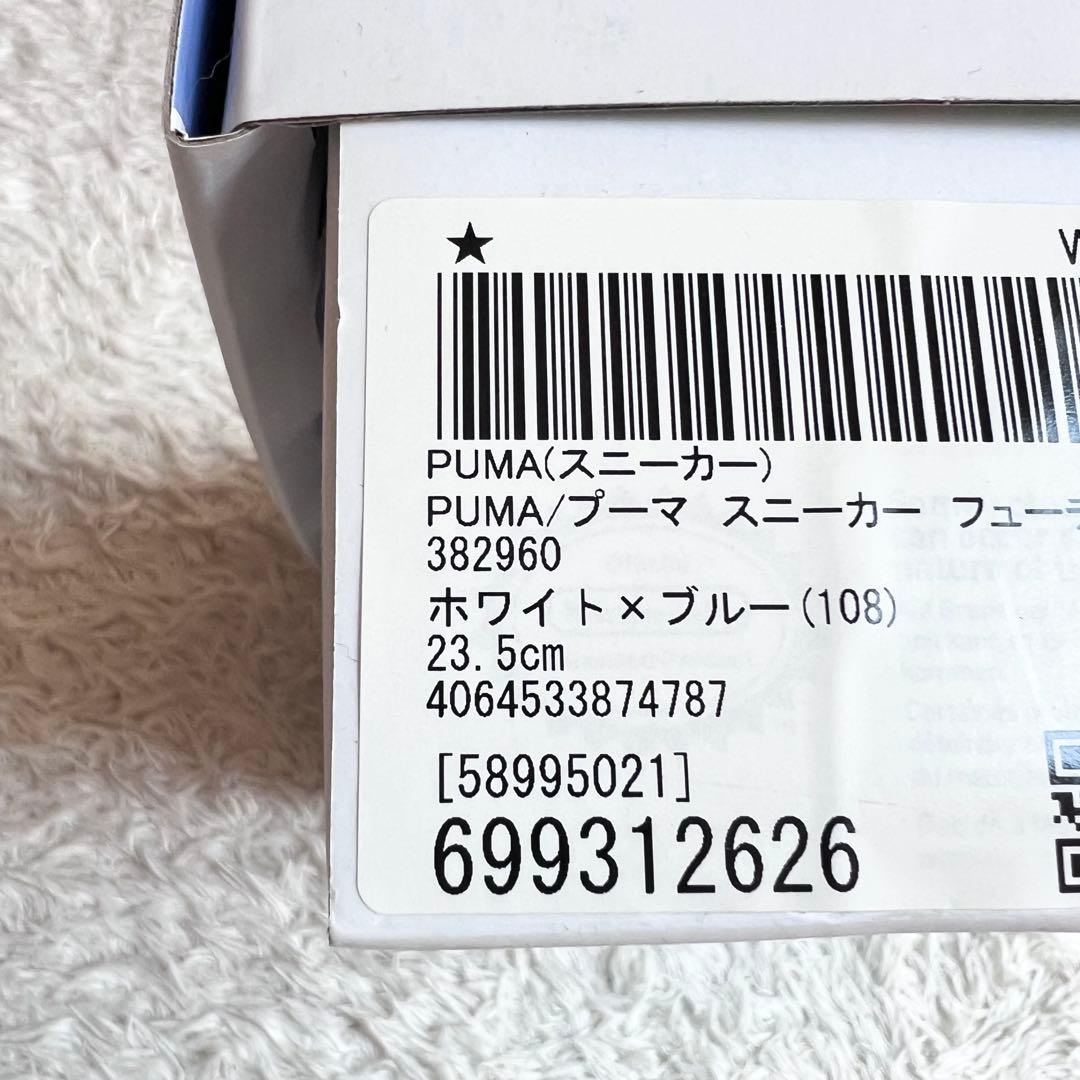 ★
PUMA(スニーカー)
PUMA/プーマ スニーカー フュー
382960
ホワイト×ブルー(108)
23.5cm
4064533874787
[58995021]
699312626